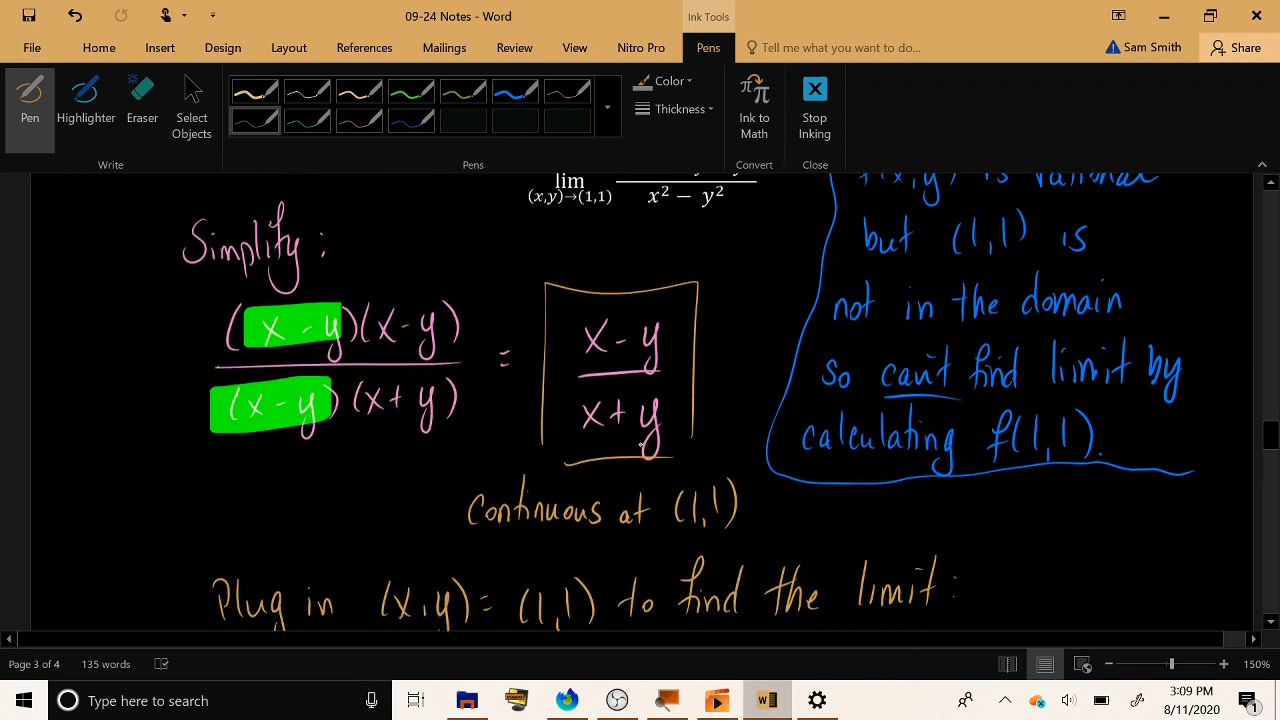 09-24 Notes - Word
Ink Tools
File Home Insert Design Layout References Mailings Review View Nitro Pro Pens Tell me what you want to do... Sam Smith Share
Pen Highlighter Eraser Select Objects
Color
Thickness
Ink to Math
Stop Inking
Write Pens Convert Close
lim
(x,y)→(1,1)
x² − y²
f(x,y) is rational
but (1,1) is
not in the domain
so can't find limit by
calculating f(1,1).
Simplify:
(x-y)(x-y)
(x-y)(x+y)
=
x-y
x+y
Continuous at (1,1)
Plug in (x,y) = (1,1) to find the limit:
Page 3 of 4 135 words 150%
Type here to search
3:09 PM
8/11/2020
1